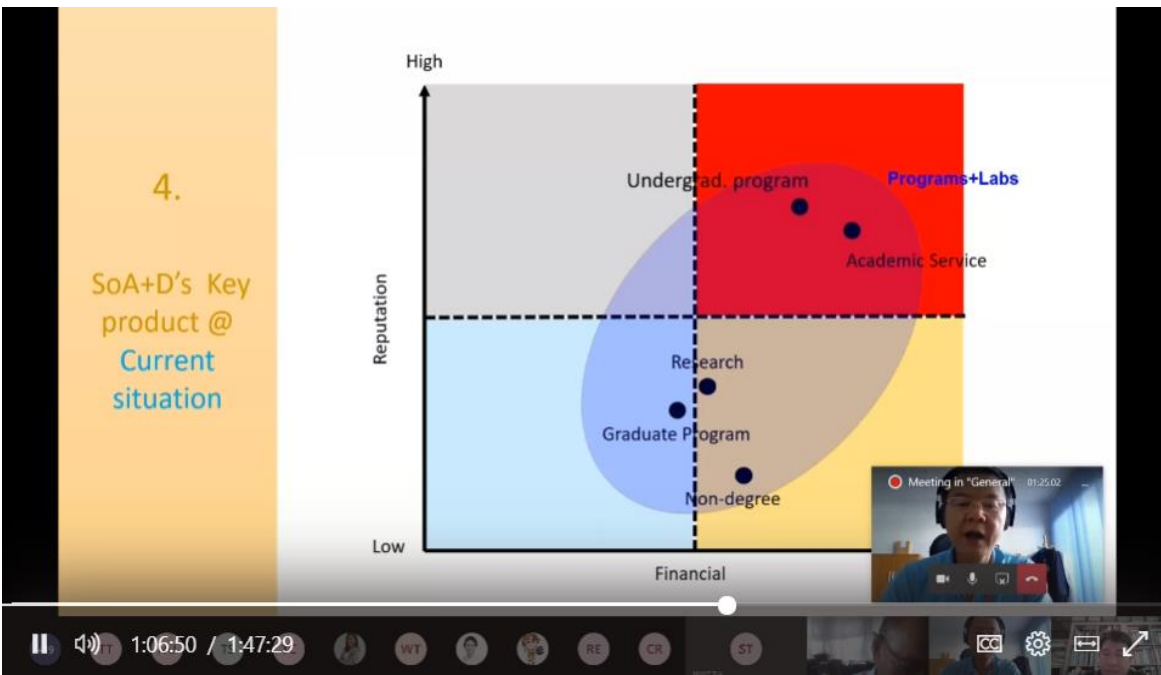 4.
SoA+D's Key
product @
Current
situation
High
Undergrad. program
Programs+Labs
Academic Service
Reputation
Research
Graduate Program
Non-degree
Low
Financial
Meeting in "General" 01:25:02
1:06:50 / 1:47:29
TT
WT
RE
CR
ST
CC